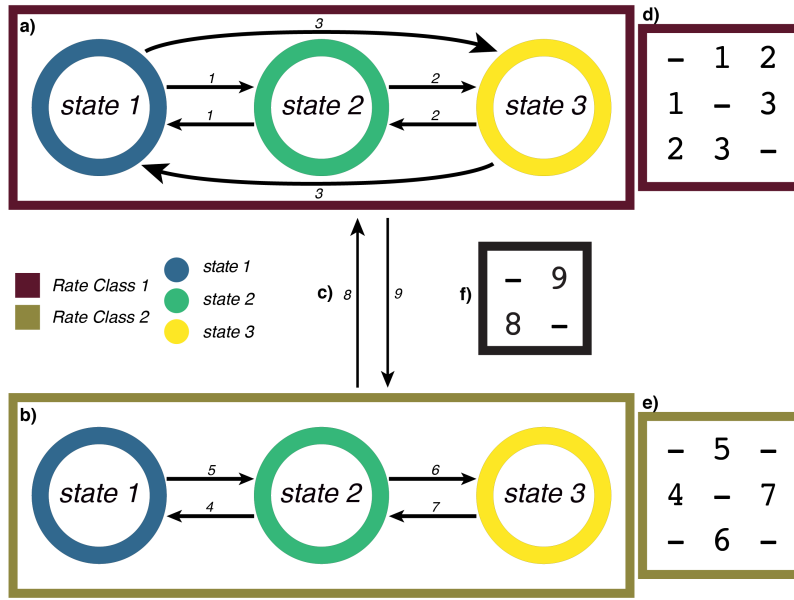 a)
3
1
2
state 1
state 2
state 3
1
2
3
d)
– 1 2
1 – 3
2 3 –
Rate Class 1
Rate Class 2
state 1
state 2
state 3
c)
8
9
f)
– 9
8 –
b)
5
6
state 1
state 2
state 3
4
7
e)
– 5 –
4 – 7
– 6 –